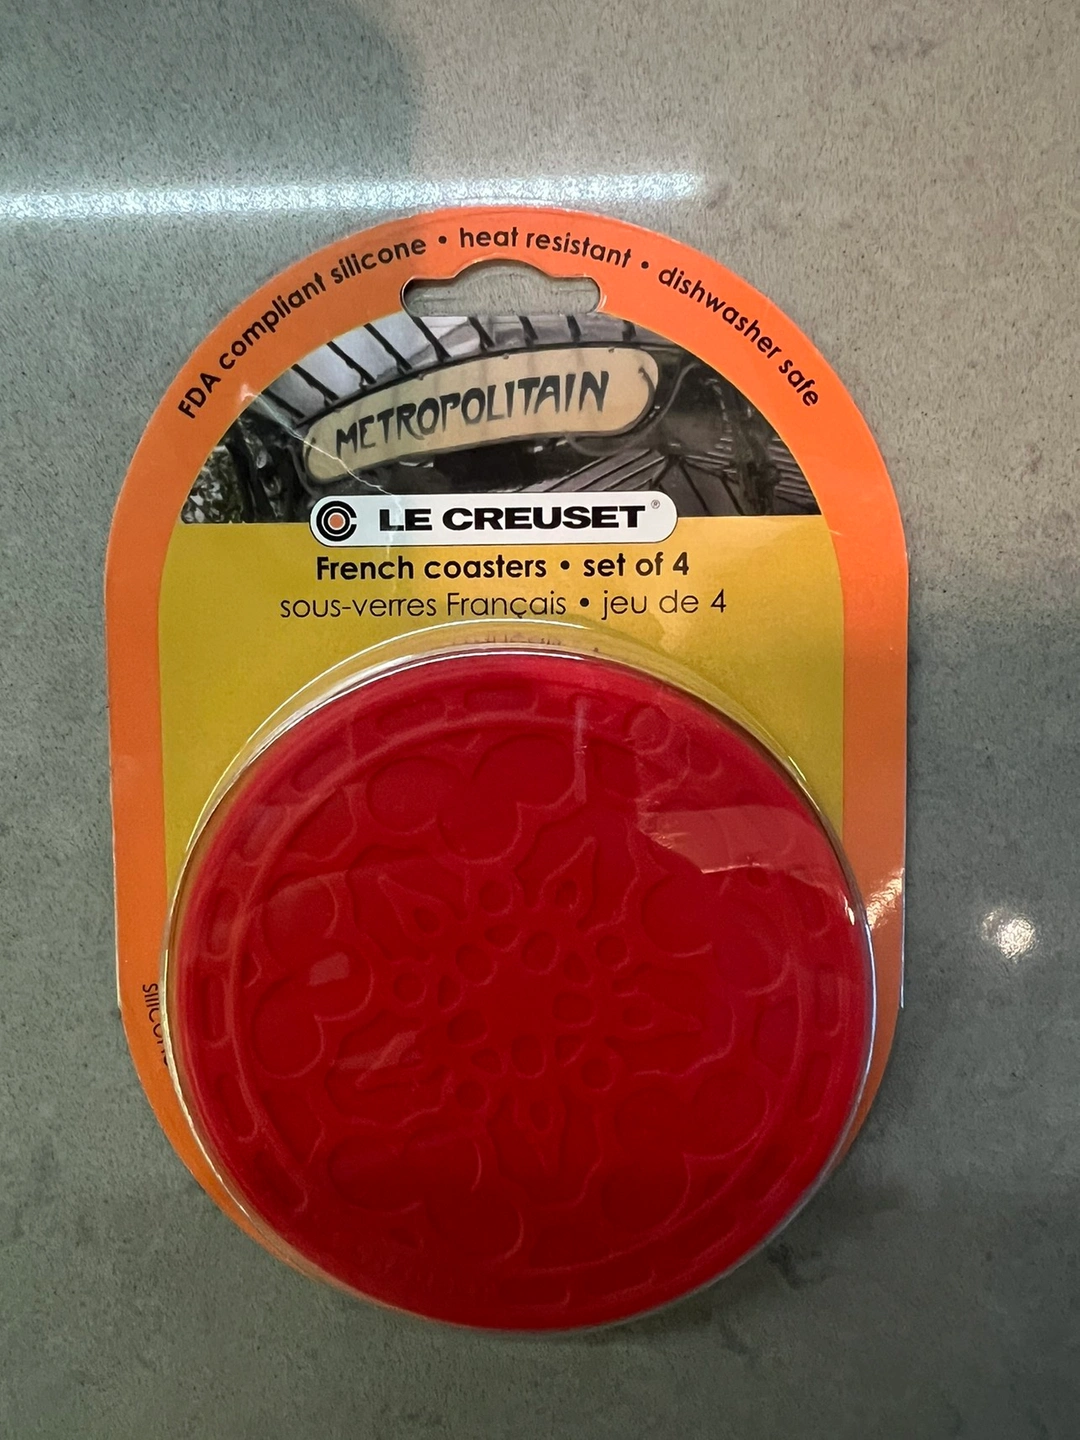 FDA compliant silicone • heat resistant • dishwasher safe
METROPOLITAIN
LE CREUSET®
French coasters • set of 4
sous-verres Français • jeu de 4